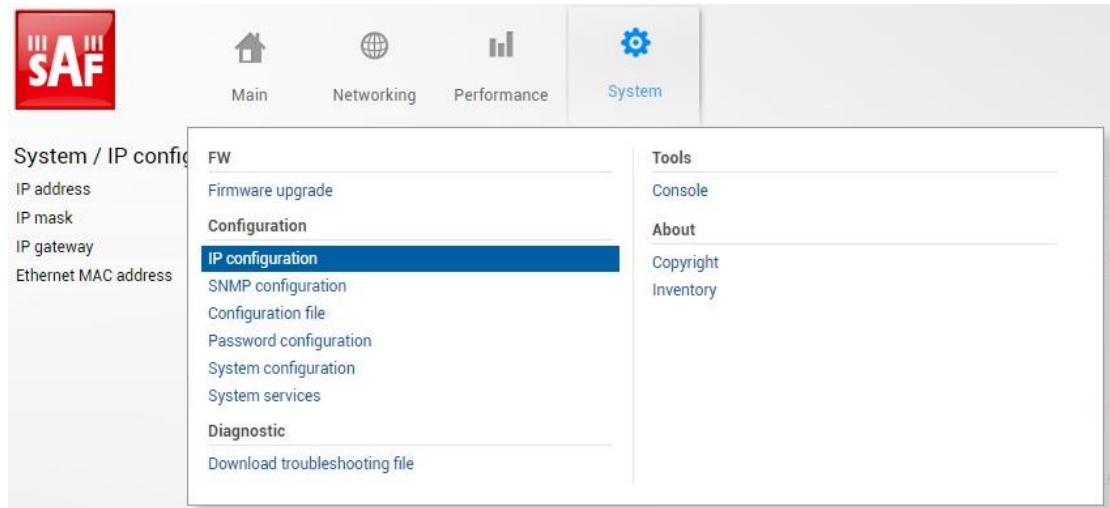 SAF
Main
Networking
Performance
System
System / IP config
IP address
IP mask
IP gateway
Ethernet MAC address
FW
Firmware upgrade
Configuration
IP configuration
SNMP configuration
Configuration file
Password configuration
System configuration
System services
Diagnostic
Download troubleshooting file
Tools
Console
About
Copyright
Inventory